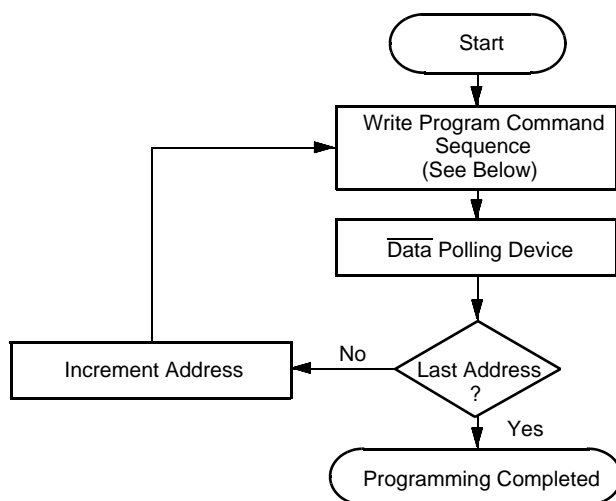 Start
Write Program Command
Sequence
(See Below)
Data Polling Device
Increment Address
No
Last Address
?
Yes
Programming Completed